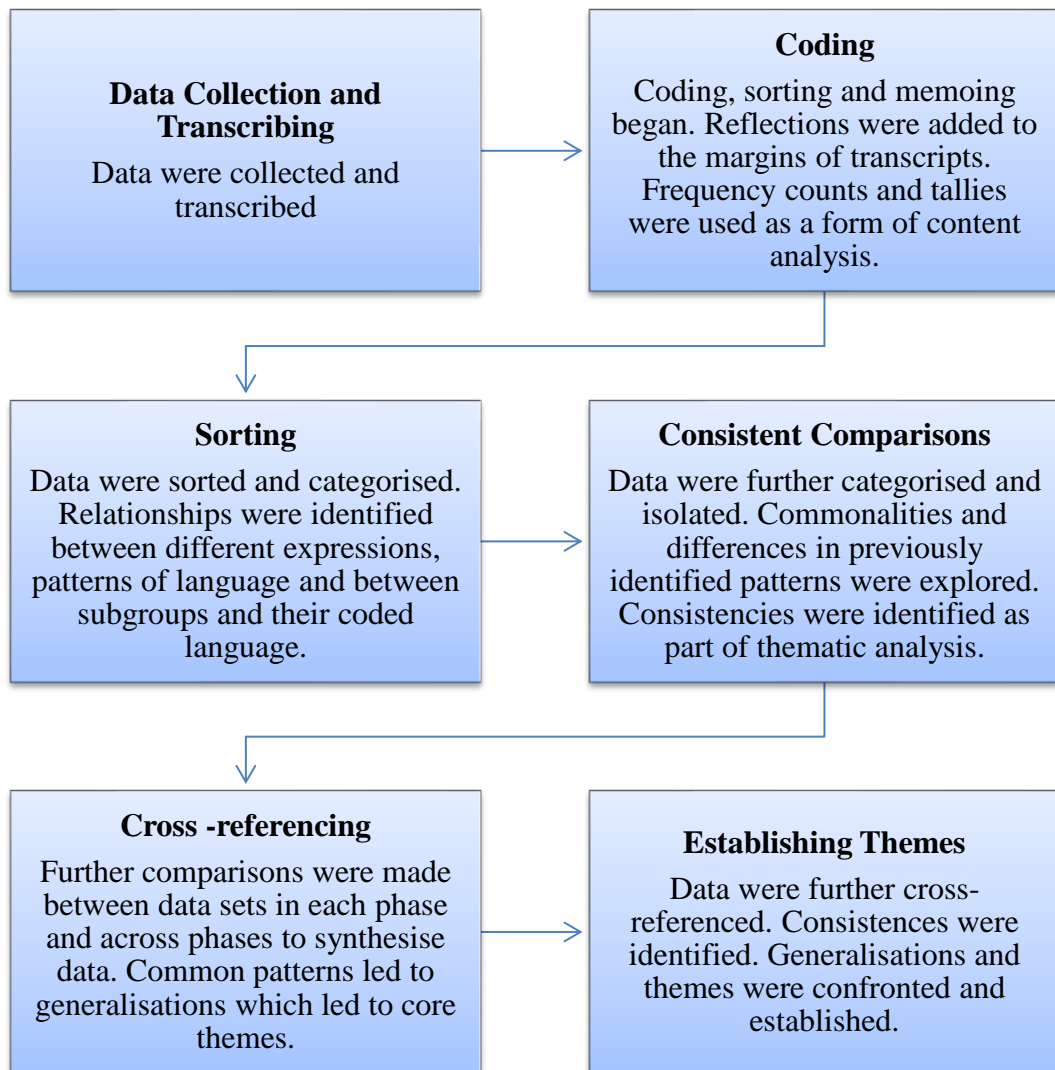 Data Collection and
Transcribing
Data were collected and
transcribed
Coding
Coding, sorting and memoing
began. Reflections were added to
the margins of transcripts.
Frequency counts and tallies
were used as a form of content
analysis.
Sorting
Data were sorted and categorised.
Relationships were identified
between different expressions,
patterns of language and between
subgroups and their coded
language.
Consistent Comparisons
Data were further categorised and
isolated. Commonalities and
differences in previously
identified patterns were explored.
Consistencies were identified as
part of thematic analysis.
Cross -referencing
Further comparisons were made
between data sets in each phase
and across phases to synthesise
data. Common patterns led to
generalisations which led to core
themes.
Establishing Themes
Data were further cross-
referenced. Consistences were
identified. Generalisations and
themes were confronted and
established.